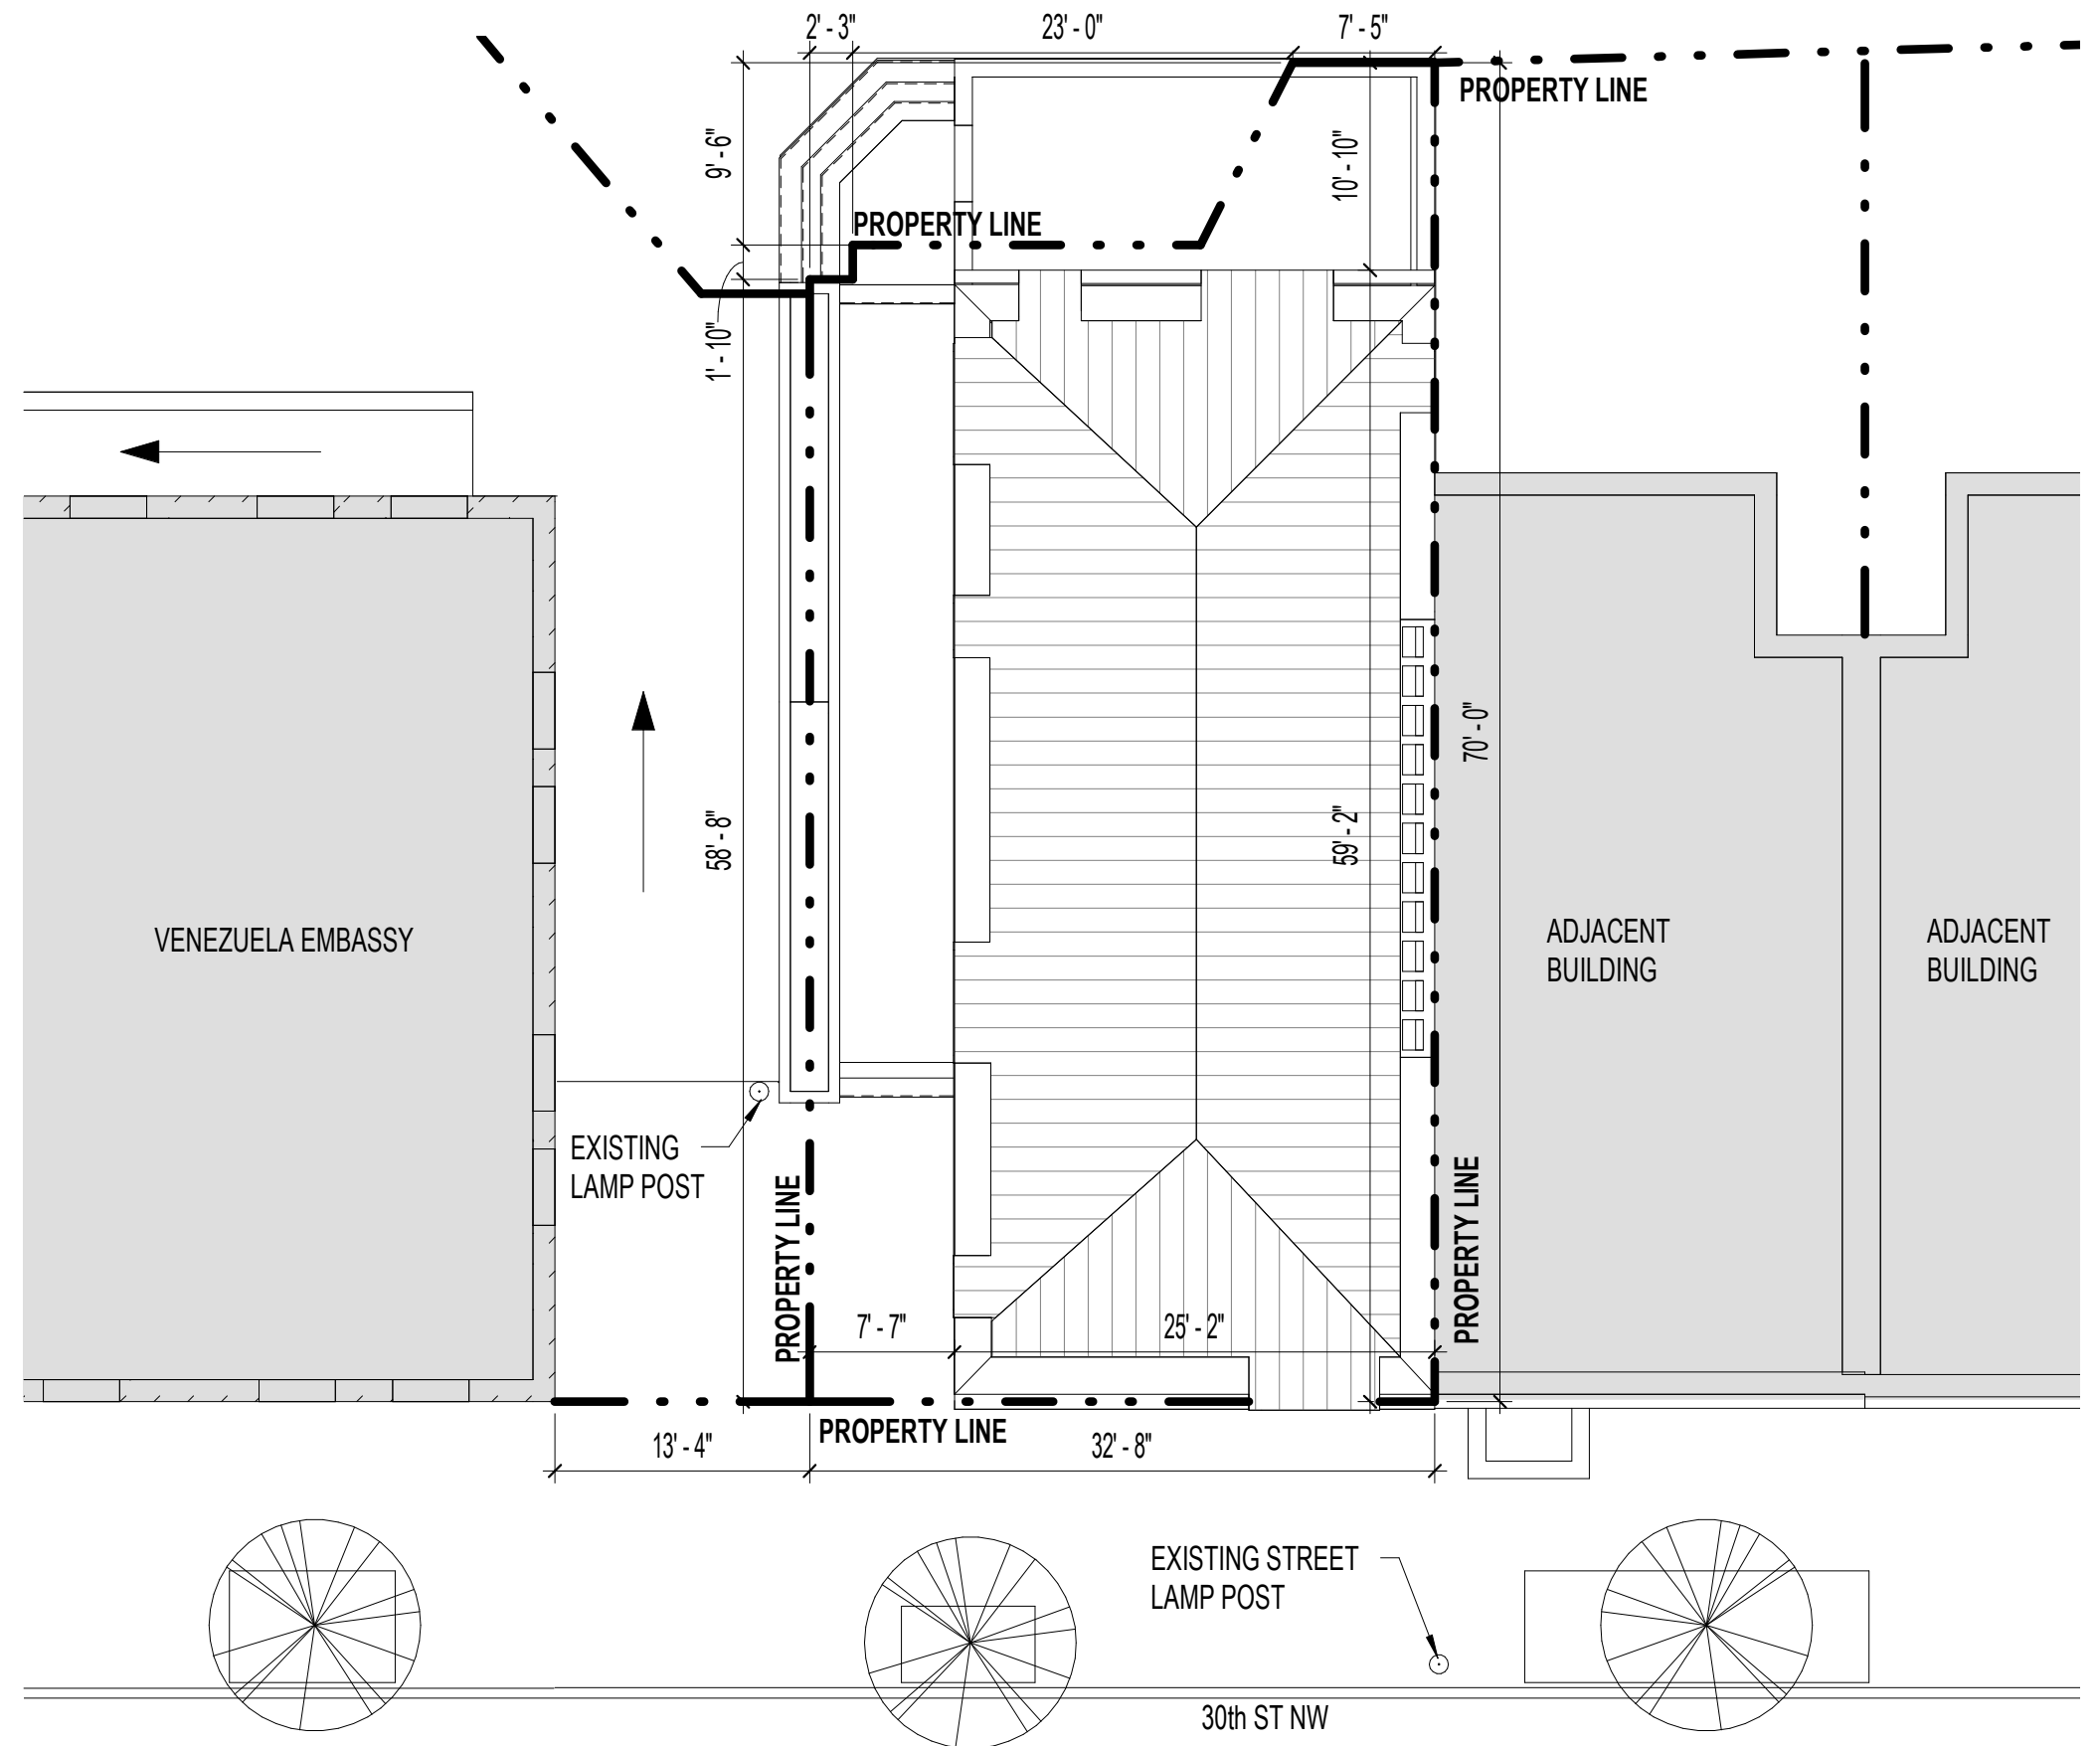 2' - 3"
23' - 0"
7' - 5"
PROPERTY LINE
9' - 6"
10' - 10"
PROPERTY LINE
1' - 10"
70' - 0"
58' - 8"
59' - 2"
VENEZUELA EMBASSY
ADJACENT
BUILDING
ADJACENT
BUILDING
EXISTING
LAMP POST
PROPERTY LINE
PROPERTY LINE
7' - 7"
25' - 2"
PROPERTY LINE
13' - 4"
32' - 8"
EXISTING STREET
LAMP POST
30th ST NW